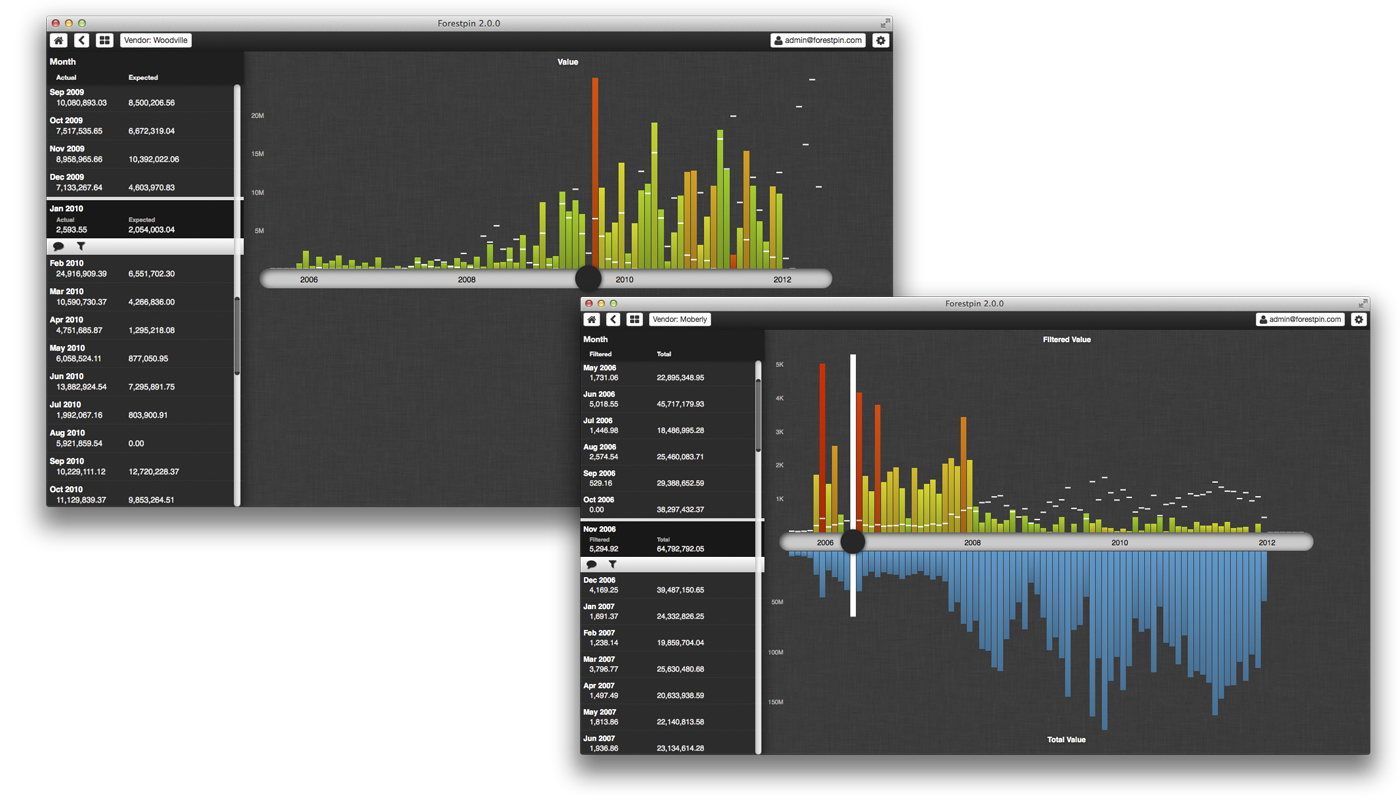 Forestpin 2.0.0
Vendor: Woodville
admin@forestpin.com
Month
Actual Expected
Sep 2009
10,080,893.03 8,500,206.56
Oct 2009
7,517,535.65 6,672,319.04
Nov 2009
8,958,965.66 10,392,022.06
Dec 2009
7,133,267.64 4,603,970.83
Jan 2010
Actual Expected
2,593.55 2,054,003.04
Feb 2010
24,916,909.39 6,551,702.30
Mar 2010
10,590,730.37 4,266,836.00
Apr 2010
4,751,685.87 1,295,218.08
May 2010
6,058,524.11 877,050.95
Jun 2010
13,882,924.54 7,295,891.75
Jul 2010
1,992,067.16 803,900.91
Aug 2010
5,921,859.54 0.00
Sep 2010
10,229,111.12 12,720,228.37
Oct 2010
11,129,839.37 9,853,264.51
Value
20M
15M
10M
5M
2006 2008 2010 2012
Forestpin 2.0.0
Vendor: Moberly
admin@forestpin.com
Month
Filtered Total
May 2006
1,731.06 22,895,348.95
Jun 2006
5,018.55 45,717,179.93
Jul 2006
1,446.98 18,486,995.28
Aug 2006
2,574.54 25,460,083.71
Sep 2006
529.16 29,388,652.59
Oct 2006
0.00 38,297,432.37
Nov 2006
Filtered Total
5,294.92 64,792,792.05
Dec 2006
4,169.25 39,487,150.65
Jan 2007
1,691.37 24,332,826.25
Feb 2007
1,238.14 19,859,704.04
Mar 2007
3,796.77 25,630,480.68
Apr 2007
1,497.49 20,633,938.59
May 2007
1,813.86 22,140,813.58
Jun 2007
1,936.86 23,134,614.28
Filtered Value
5K
4K
3K
2K
1K
2006 2008 2010 2012
50M
100M
150M
Total Value